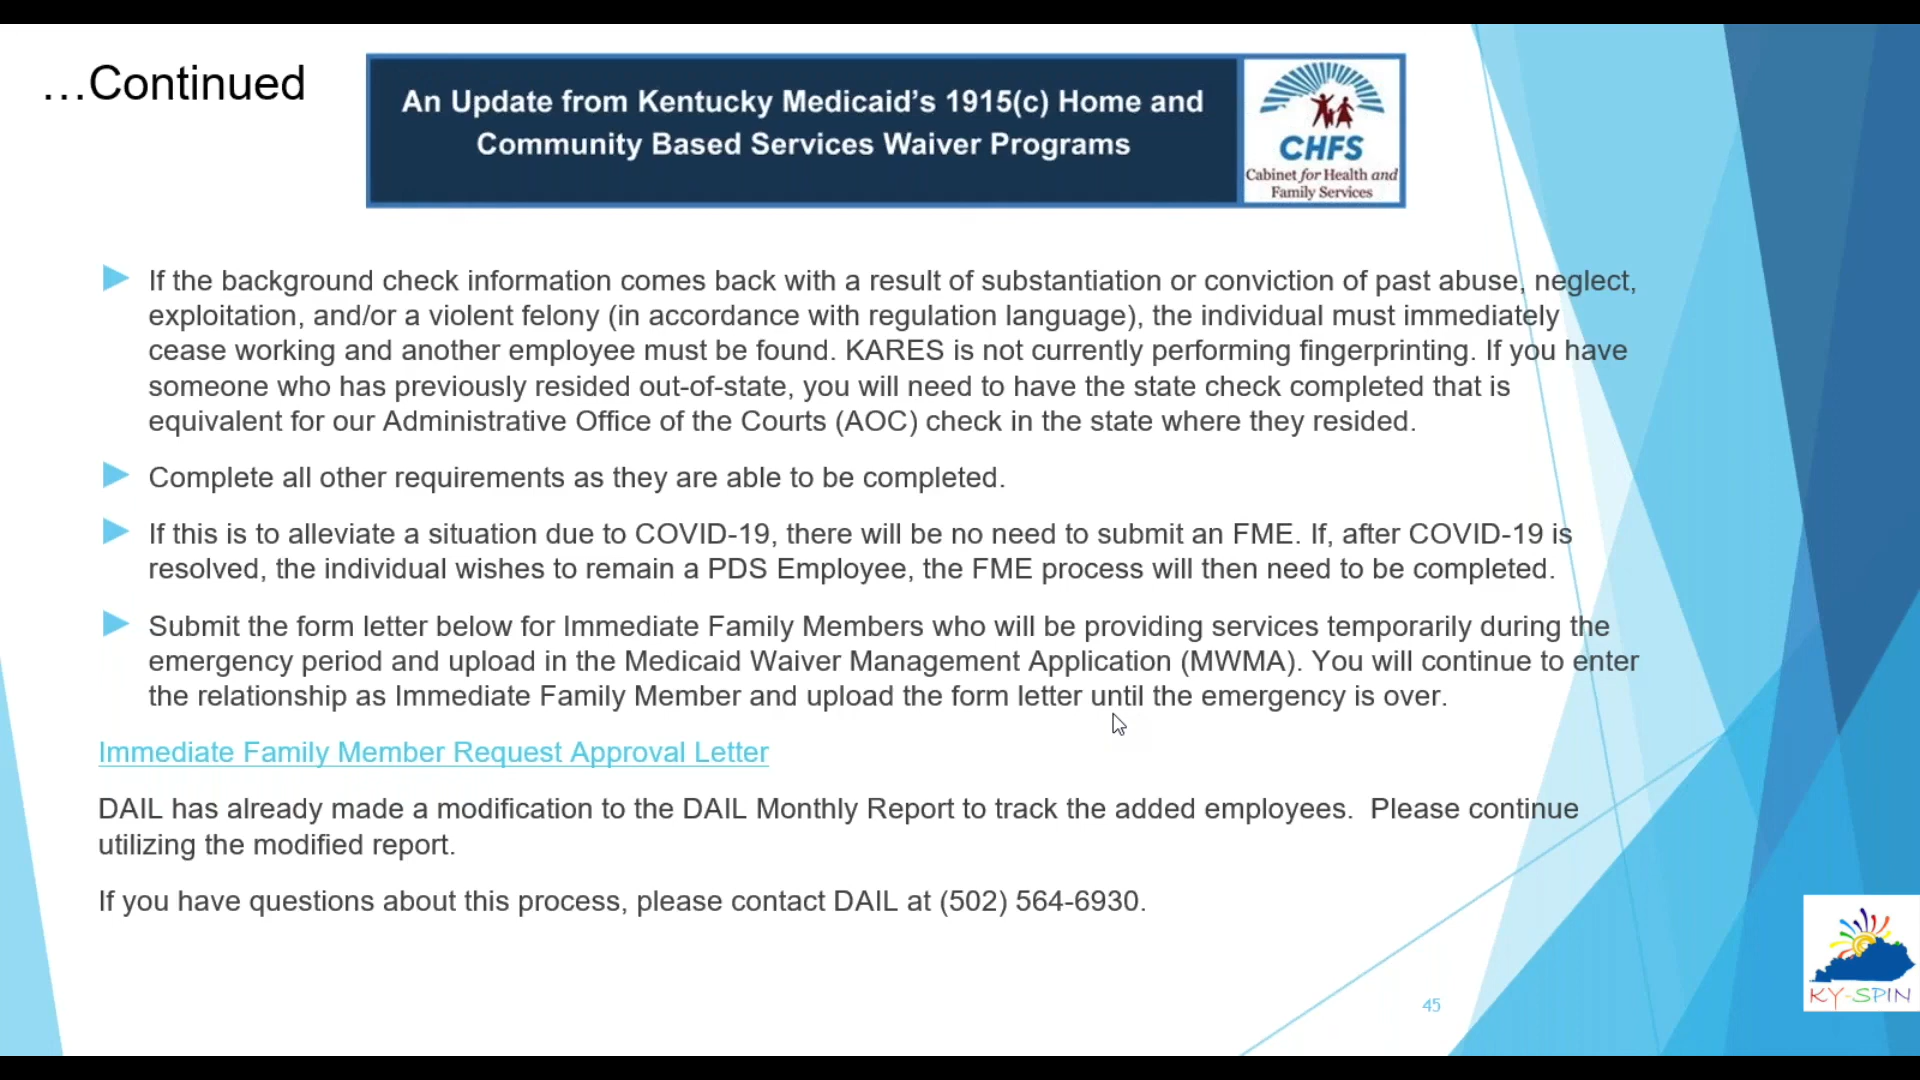 ...Continued
An Update from Kentucky Medicaid's 1915(c) Home and
Community Based Services Waiver Programs
CHFS
Cabinet for Health and
Family Services
If the background check information comes back with a result of substantiation or conviction of past abuse, neglect,
exploitation, and/or a violent felony (in accordance with regulation language), the individual must immediately
cease working and another employee must be found. KARES is not currently performing fingerprinting. If you have
someone who has previously resided out-of-state, you will need to have the state check completed that is
equivalent for our Administrative Office of the Courts (AOC) check in the state where they resided.
Complete all other requirements as they are able to be completed.
If this is to alleviate a situation due to COVID-19, there will be no need to submit an FME. If, after COVID-19 is
resolved, the individual wishes to remain a PDS Employee, the FME process will then need to be completed.
Submit the form letter below for Immediate Family Members who will be providing services temporarily during the
emergency period and upload in the Medicaid Waiver Management Application (MWMA). You will continue to enter
the relationship as Immediate Family Member and upload the form letter until the emergency is over.
Immediate Family Member Request Approval Letter
DAIL has already made a modification to the DAIL Monthly Report to track the added employees.  Please continue
utilizing the modified report.
If you have questions about this process, please contact DAIL at (502) 564-6930.
45
KY-SPIN